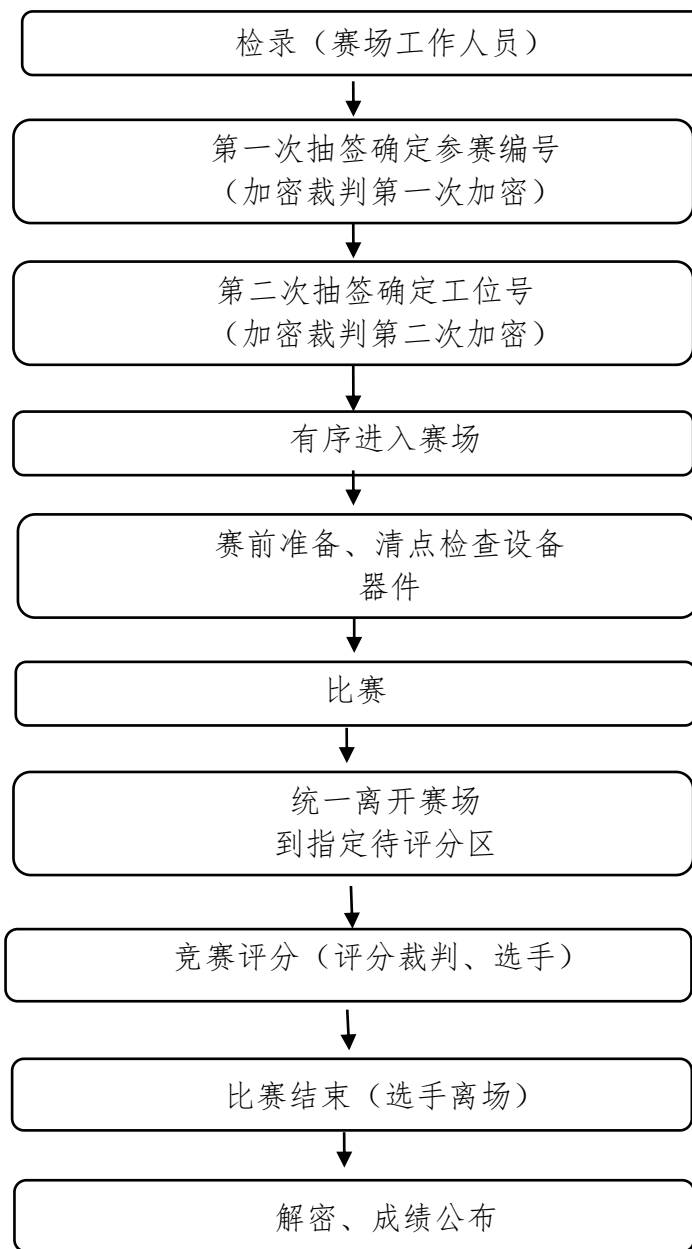 检录（赛场工作人员）
第一次抽签确定参赛编号
（加密裁判第一次加密）
第二次抽签确定工位号
（加密裁判第二次加密）
有序进入赛场
赛前准备、清点检查设备
器件
比赛
统一离开赛场
到指定待评分区
竞赛评分（评分裁判、选手）
比赛结束（选手离场）
解密、成绩公布